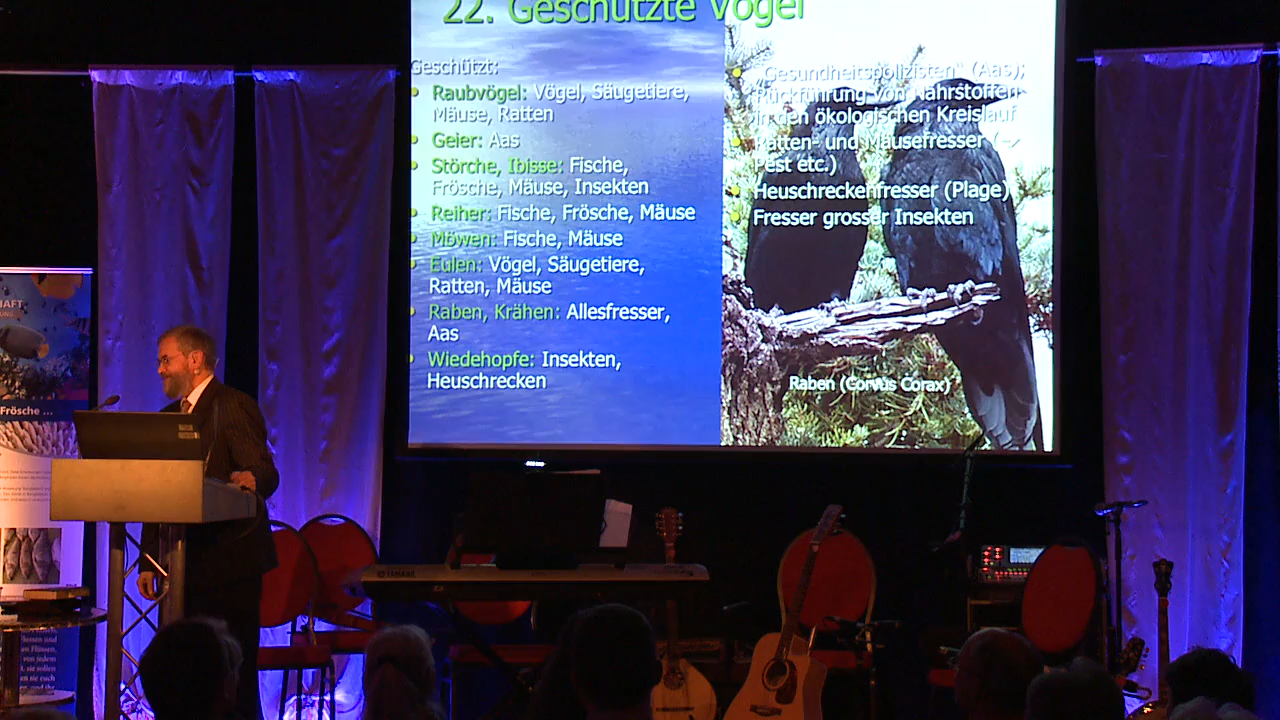 22. Geschützte Vögel
Geschützt:
Raubvögel: Vögel, Säugetiere,
Mäuse, Ratten
Geier: Aas
Störche, Ibisse: Fische,
Frösche, Mäuse, Insekten
Reiher: Fische, Frösche, Mäuse
Möwen: Fische, Mäuse
Eulen: Vögel, Säugetiere,
Ratten, Mäuse
Raben, Krähen: Allesfresser,
Aas
Wiedehopfe: Insekten,
Heuschrecken
„Gesundheitspolizisten“ (Aas);
Rückführung von Nährstoffen
in den ökologischen Kreislauf
Ratten- und Mäusefresser (->
Pest etc.)
Heuschreckenfresser (Plage)
Fresser grosser Insekten
Raben (Corvus Corax)
HAFT
Frösche ...
YAMAHA